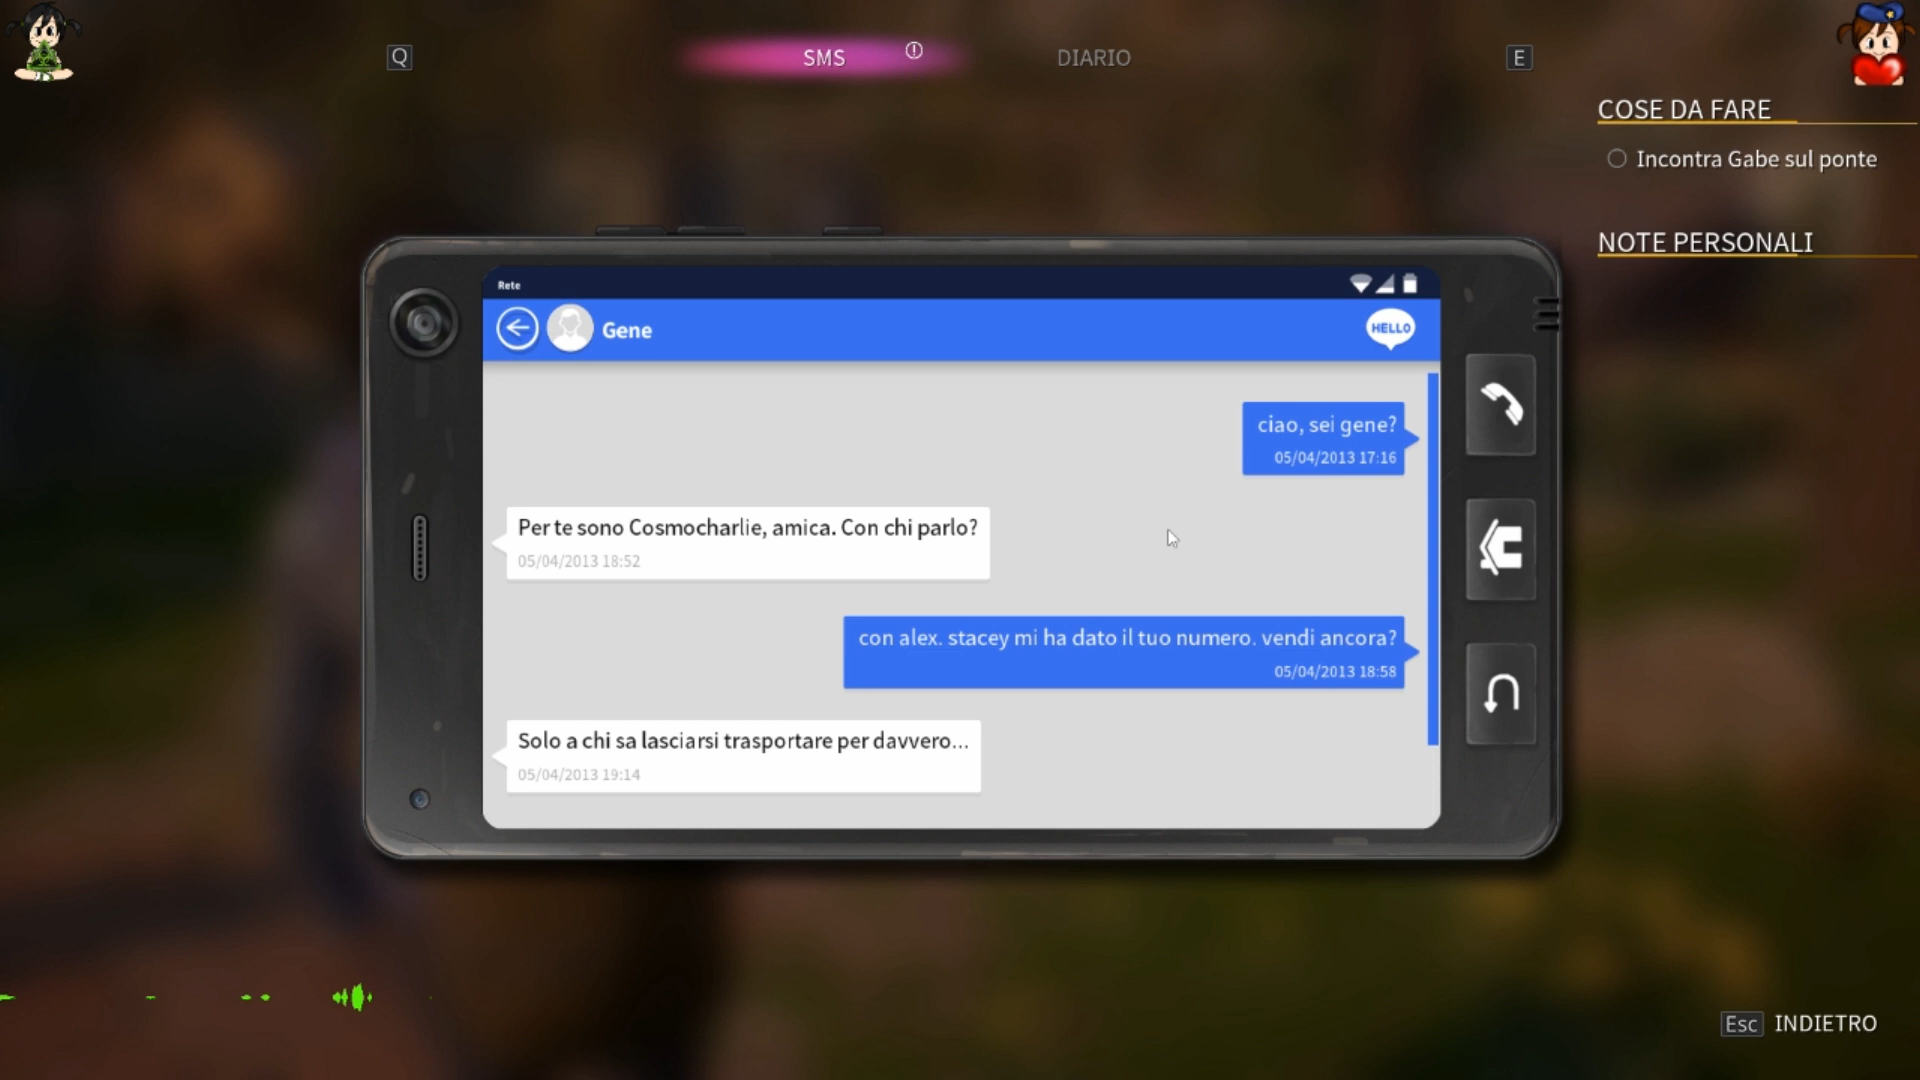 Q
SMS
DIARIO
E
COSE DA FARE
Incontra Gabe sul ponte
NOTE PERSONALI
Rete
Gene
HELLO
ciao, sei gene?
05/04/2013 17:16
Per te sono Cosmocharlie, amica. Con chi parlo?
05/04/2013 18:52
con alex. stacey mi ha dato il tuo numero. vendi ancora?
05/04/2013 18:58
Solo a chi sa lasciarsi trasportare per davvero...
05/04/2013 19:14
Esc INDIETRO